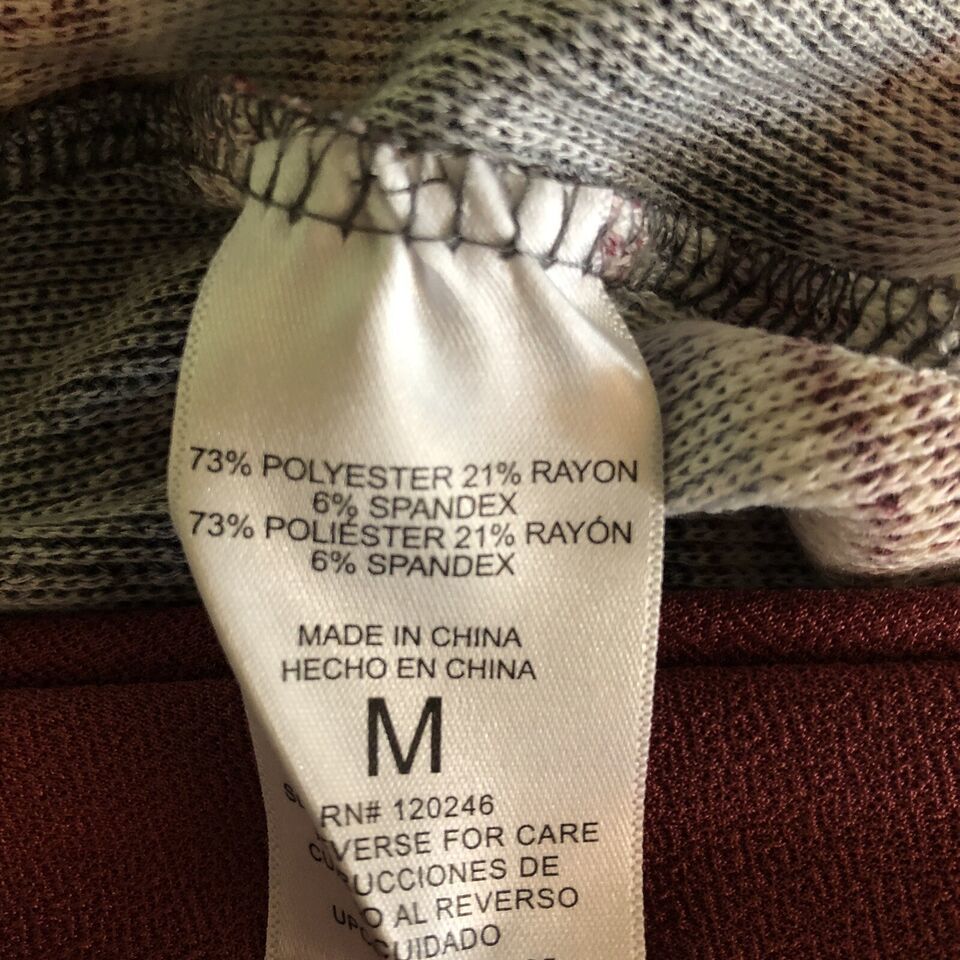 73% POLYESTER 21% RAYON
6% SPANDEX
73% POLIÉSTER 21% RAYÓN
6% SPANDEX
MADE IN CHINA
HECHO EN CHINA
M
RN# 120246
VERSE FOR CARE
UCCIONES DE
O AL REVERSO
UIDADO